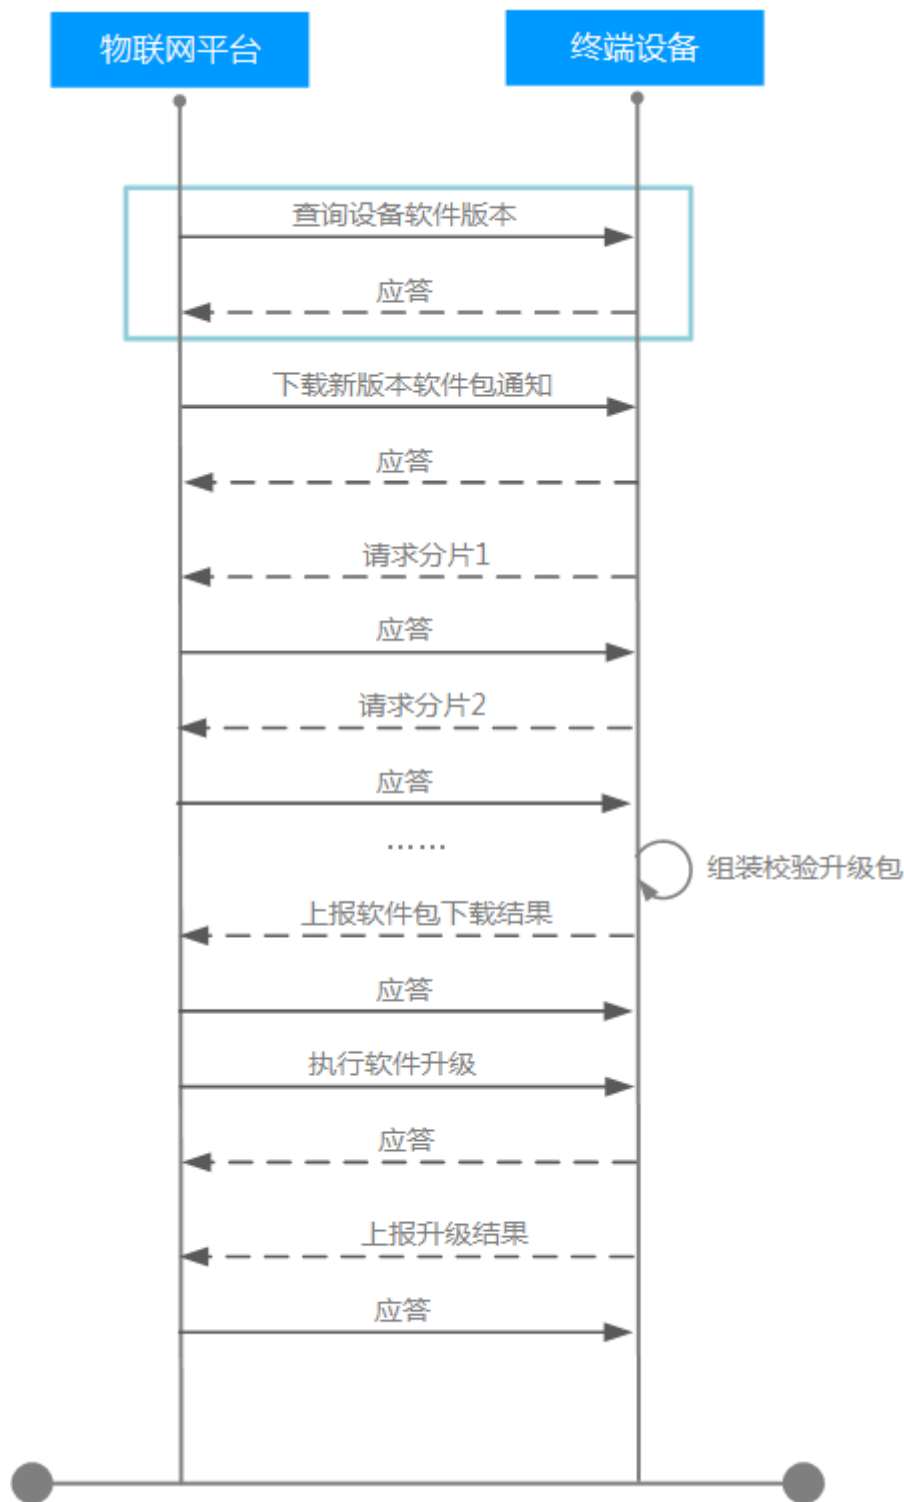 物联网平台
终端设备
查询设备软件版本
应答
下载新版本软件包通知
应答
请求分片1
应答
请求分片2
应答
……
组装校验升级包
上报软件包下载结果
应答
执行软件升级
应答
上报升级结果
应答